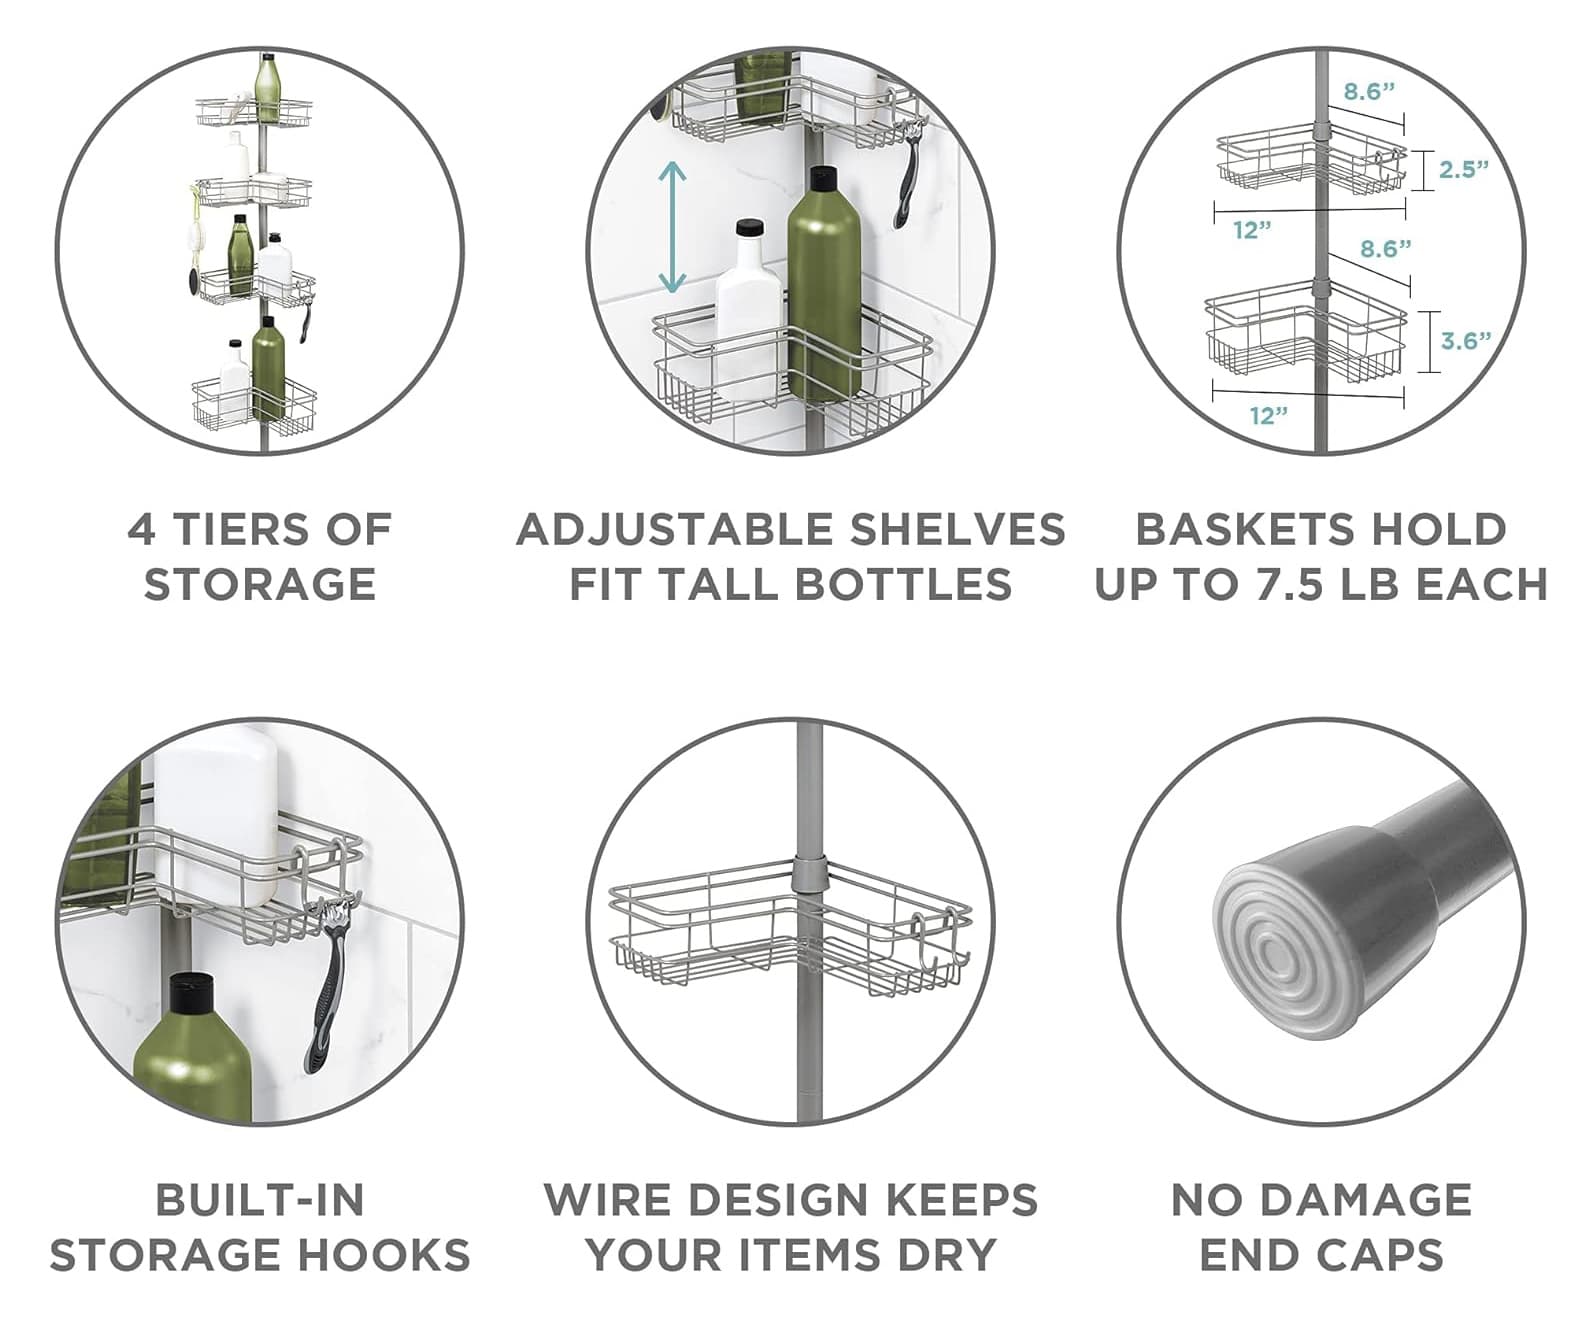 8.6”
2.5”
12”
8.6”
3.6”
12”
4 TIERS OF
STORAGE
ADJUSTABLE SHELVES
FIT TALL BOTTLES
BASKETS HOLD
UP TO 7.5 LB EACH
BUILT-IN
STORAGE HOOKS
WIRE DESIGN KEEPS
YOUR ITEMS DRY
NO DAMAGE
END CAPS